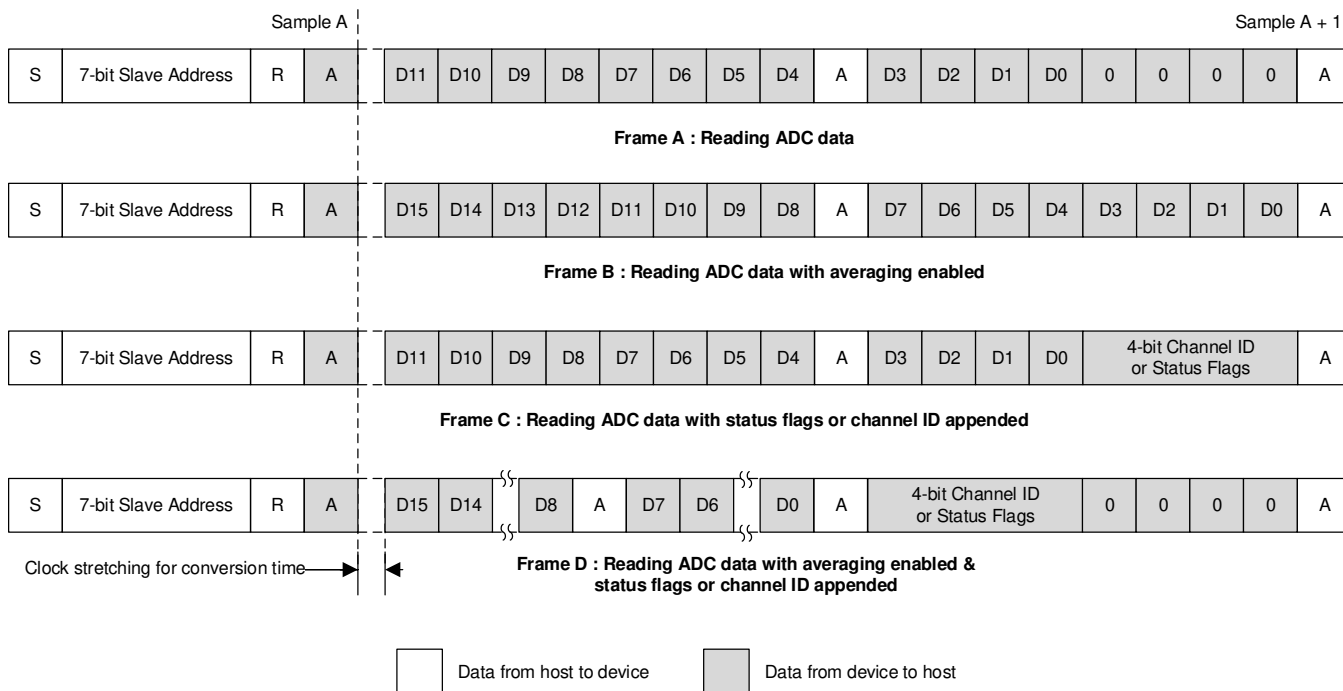 Sample A Sample A + 1
S 7-bit Slave Address R A D11 D10 D9 D8 D7 D6 D5 D4 A D3 D2 D1 D0 0 0 0 0 A
Frame A : Reading ADC data
S 7-bit Slave Address R A D15 D14 D13 D12 D11 D10 D9 D8 A D7 D6 D5 D4 D3 D2 D1 D0 A
Frame B : Reading ADC data with averaging enabled
S 7-bit Slave Address R A D11 D10 D9 D8 D7 D6 D5 D4 A D3 D2 D1 D0 4-bit Channel ID
or Status Flags A
Frame C : Reading ADC data with status flags or channel ID appended
S 7-bit Slave Address R A D15 D14 D8 A D7 D6 D0 A 4-bit Channel ID
or Status Flags 0 0 0 0 A
Clock stretching for conversion time
Frame D : Reading ADC data with averaging enabled &
status flags or channel ID appended
Data from host to device
Data from device to host